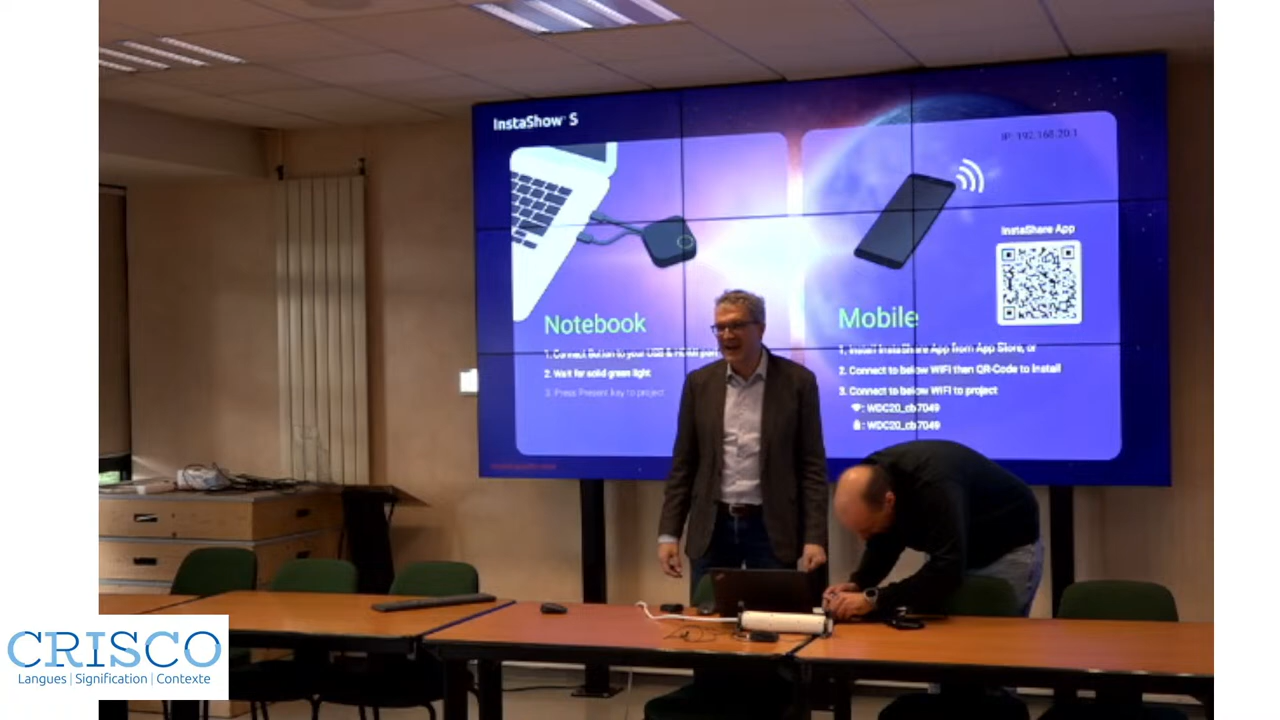 InstaShow™ S
IP: 192.168.20.1
InstaShare App
Notebook
1. Connect Button to your USB & HDMI port
2. Wait for solid green light
3. Press Present key to project
Mobile
1. Install InstaShare App from App Store, or
2. Connect to below WIFI then QR-Code to install
3. Connect to below WIFI to project
: WDC20_cb7049
: WDC20_cb7049
CRISCO
Langues | Signification | Contexte